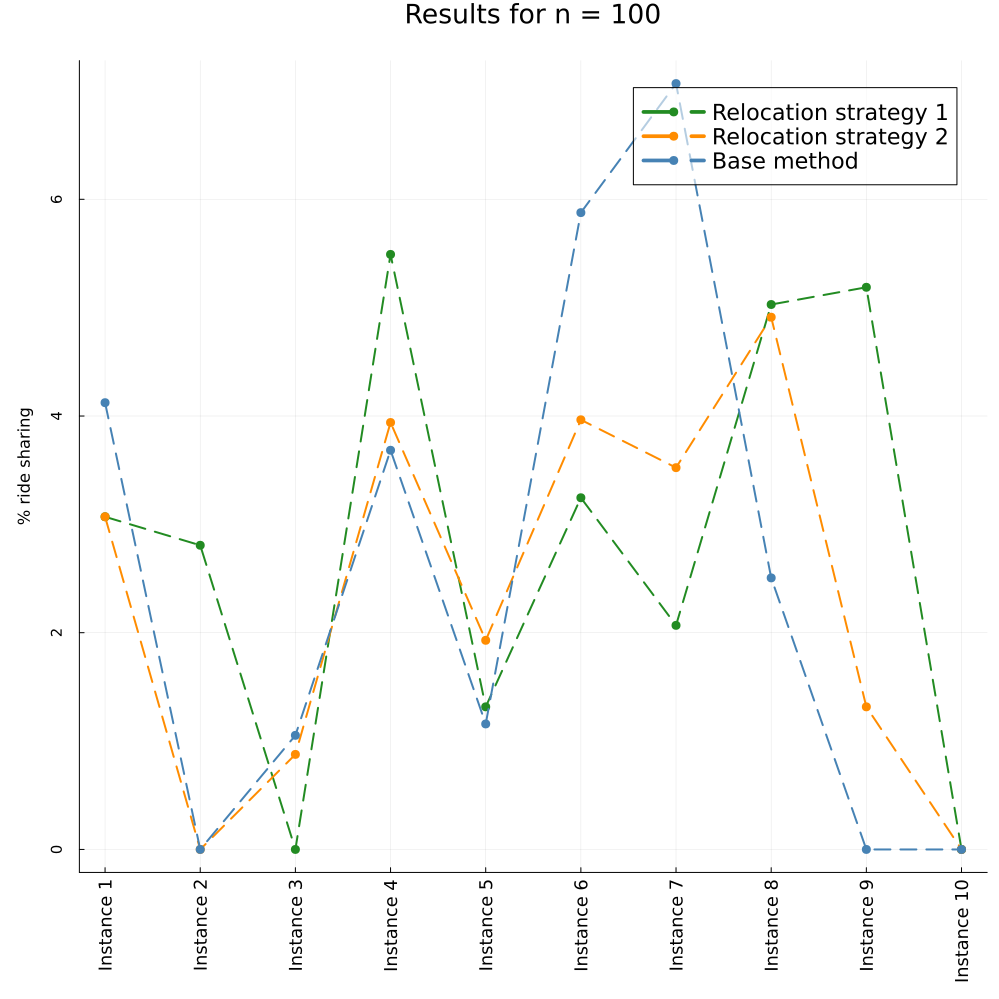 Results for n = 100
Relocation strategy 1
Relocation strategy 2
Base method
% ride sharing
6
4
2
0
Instance 1
Instance 2
Instance 3
Instance 4
Instance 5
Instance 6
Instance 7
Instance 8
Instance 9
Instance 10